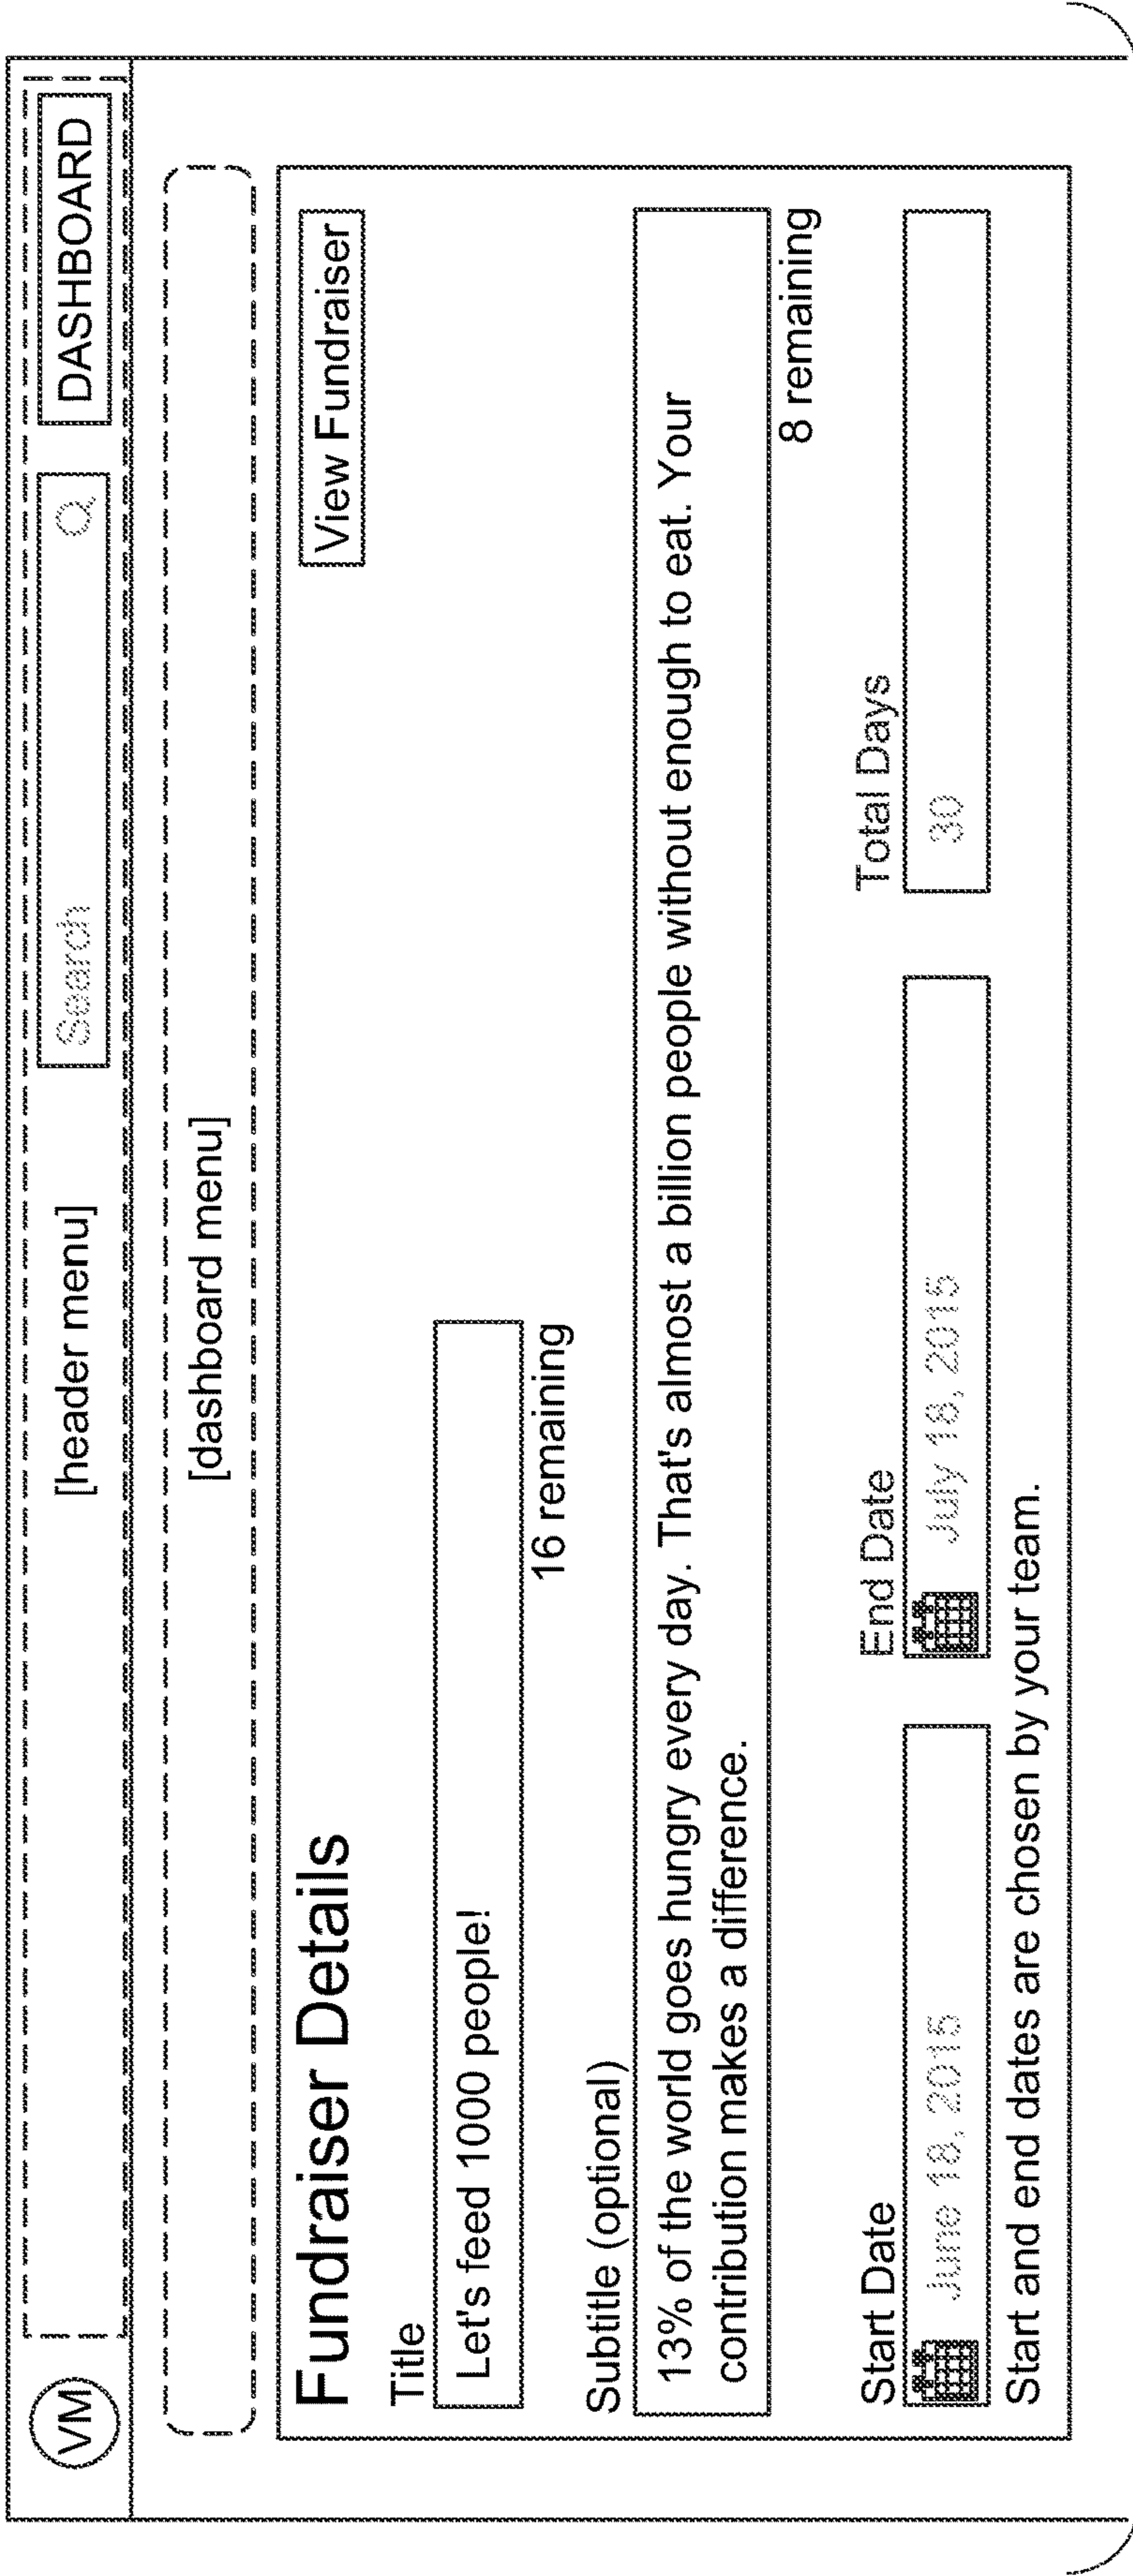 VM
[header menu]
Search
DASHBOARD
[dashboard menu]
Fundraiser Details
View Fundraiser
Title
Let's feed 1000 people!
16 remaining
Subtitle (optional)
13% of the world goes hungry every day. That's almost a billion people without enough to eat. Your
contribution makes a difference.
8 remaining
Start Date
End Date
Total Days
June 18, 2015
July 18, 2015
30
Start and end dates are chosen by your team.